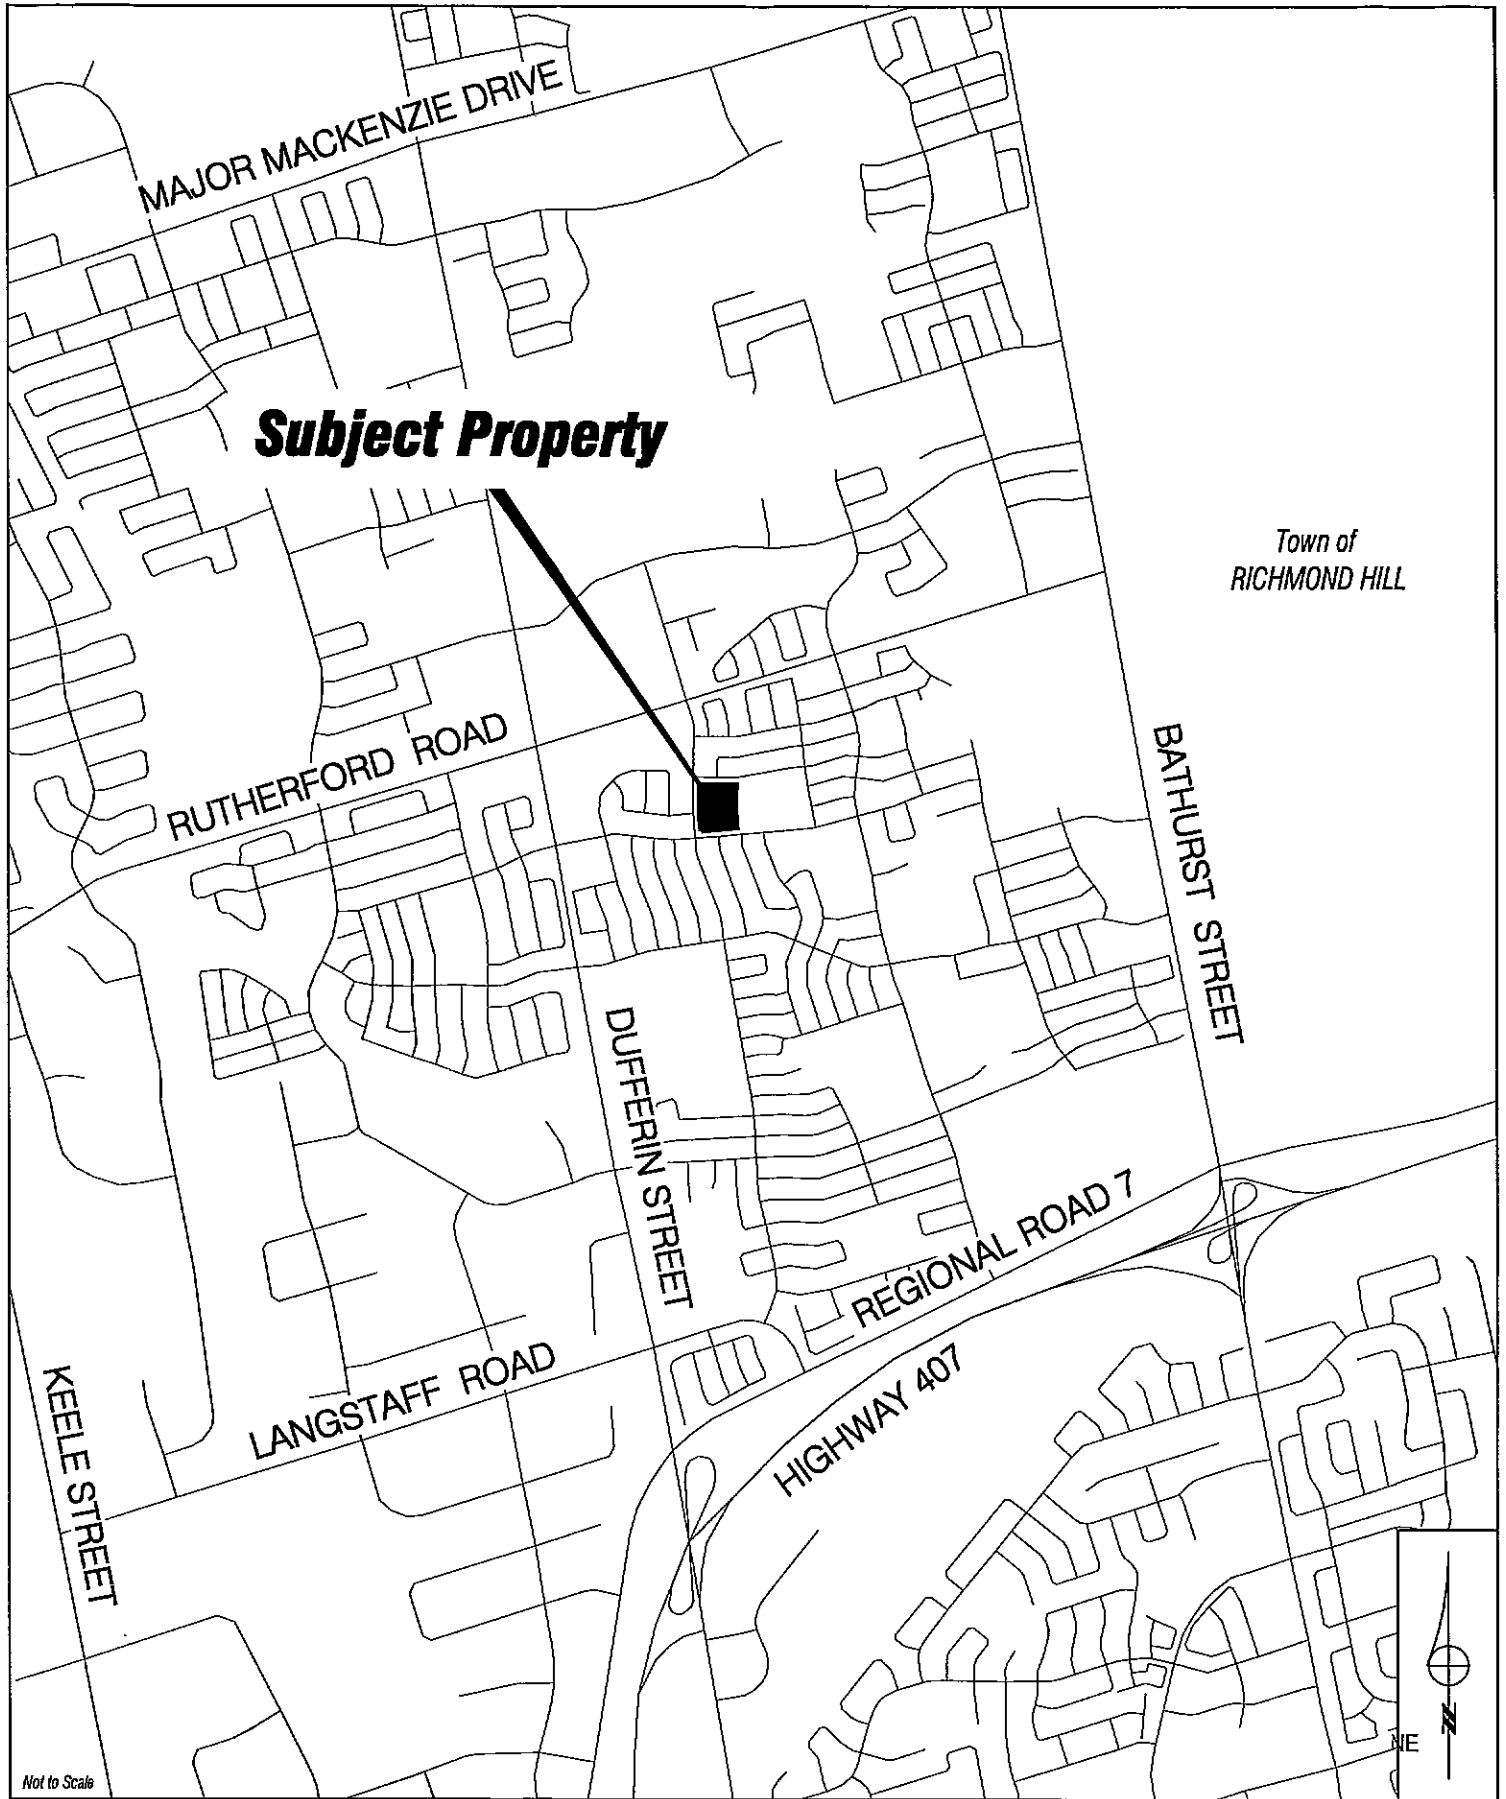 MAJOR MACKENZIE DRIVE
Subject Property
Town of
RICHMOND HILL
RUTHERFORD ROAD
BATHURST STREET
DUFFERIN STREET
REGIONAL ROAD 7
LANGSTAFF ROAD
HIGHWAY 407
KEELE STREET
N
NE
Not to Scale